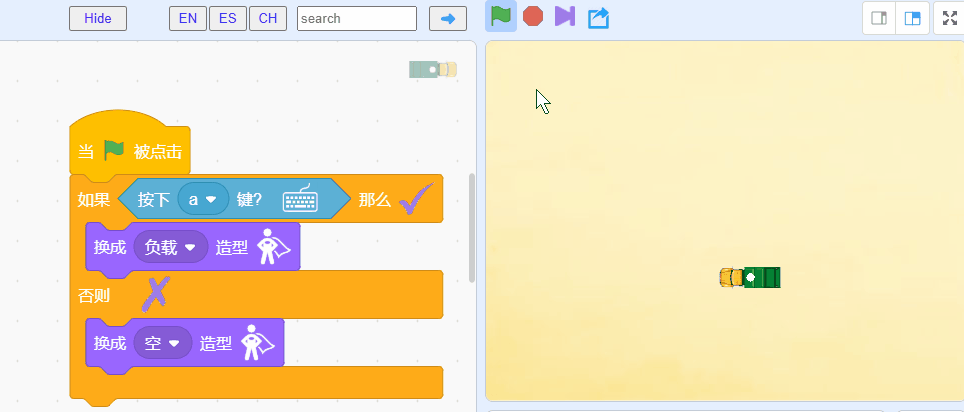 Hide
EN
ES
CH
search
当 被点击
如果 按下 a 键? 那么
换成 负载 造型
否则
换成 空 造型